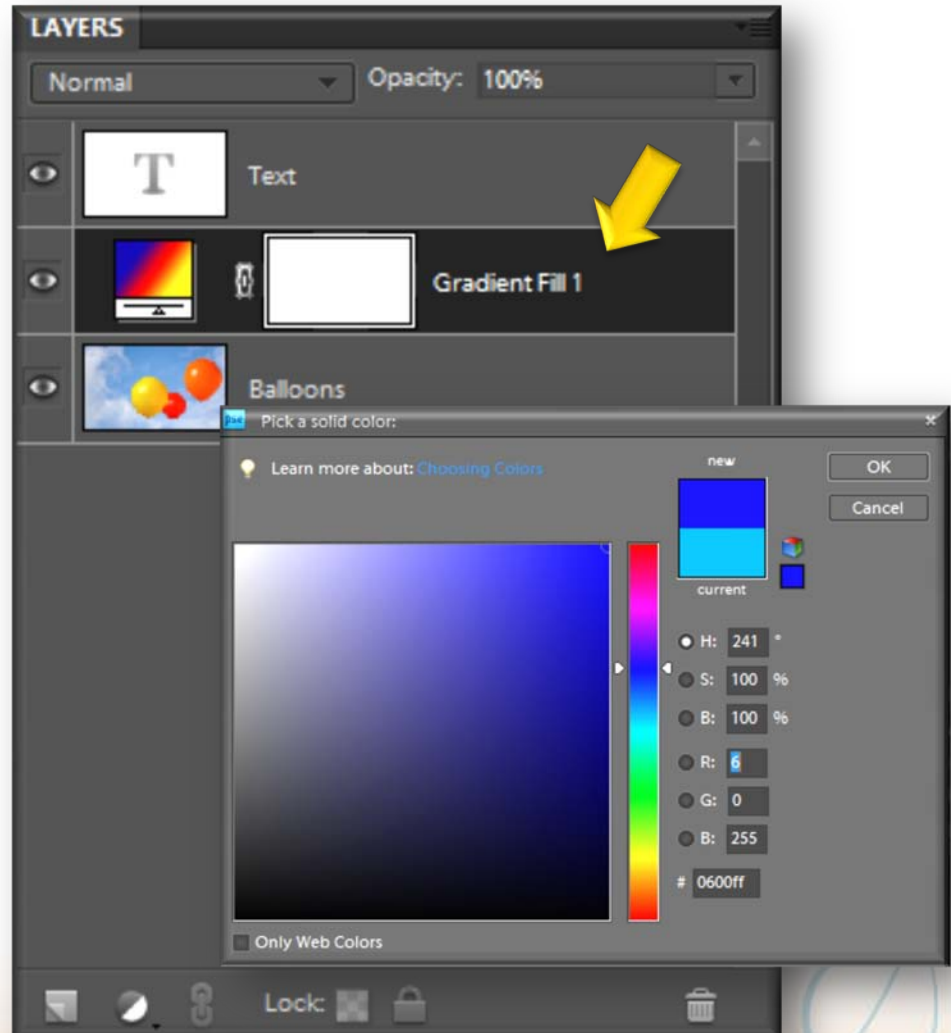 LAYERS
Normal Opacity: 100%
T Text
Gradient Fill 1
Balloons
pse Pick a solid color:
Learn more about: Choosing Colors
new
OK
Cancel
current
H: 241 °
S: 100 %
B: 100 %
R: 6
G: 0
B: 255
# 0600ff
Only Web Colors
Lock: